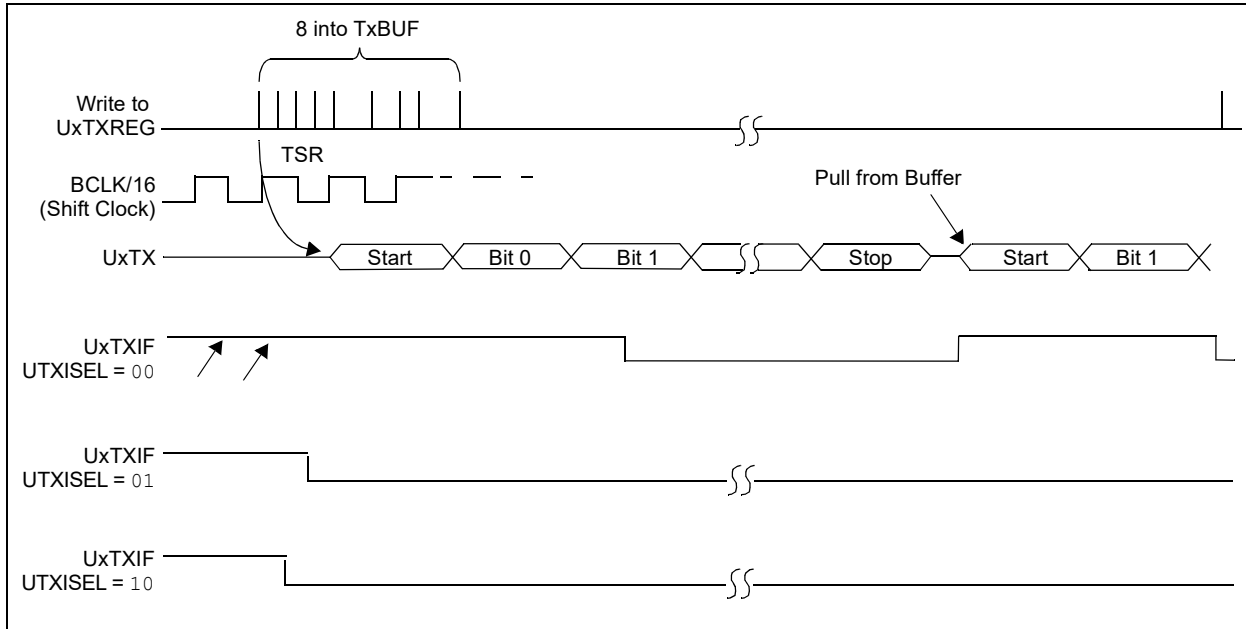 8 into TxBUF
Write to
UxTXREG
TSR
BCLK/16
(Shift Clock)
Pull from Buffer
UxTX
Start
Bit 0
Bit 1
Stop
Start
Bit 1
UxTXIF
UTXISEL = 00
UxTXIF
UTXISEL = 01
UxTXIF
UTXISEL = 10